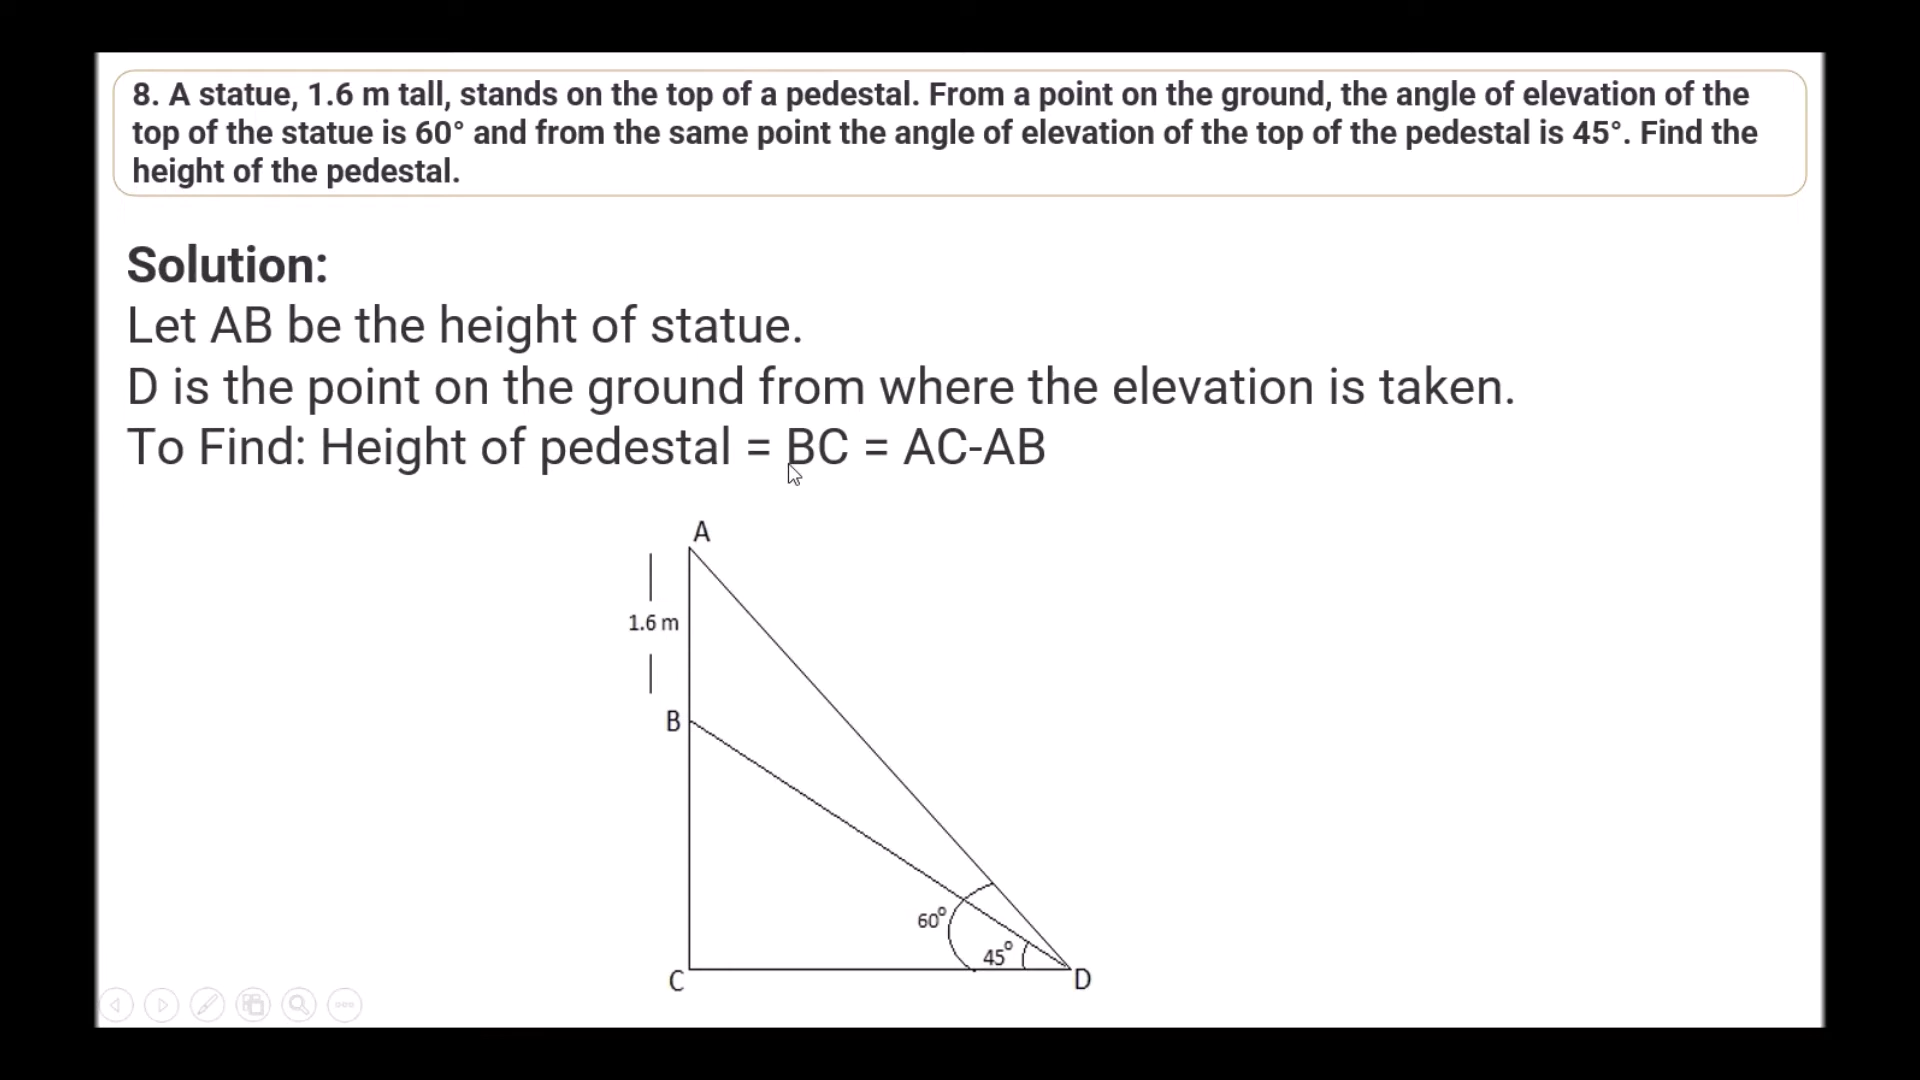 8. A statue, 1.6 m tall, stands on the top of a pedestal. From a point on the ground, the angle of elevation of the
top of the statue is 60° and from the same point the angle of elevation of the top of the pedestal is 45°. Find the
height of the pedestal.
Solution:
Let AB be the height of statue.
D is the point on the ground from where the elevation is taken.
To Find: Height of pedestal = BC = AC-AB
A
1.6 m
B
60°
45°
C
D